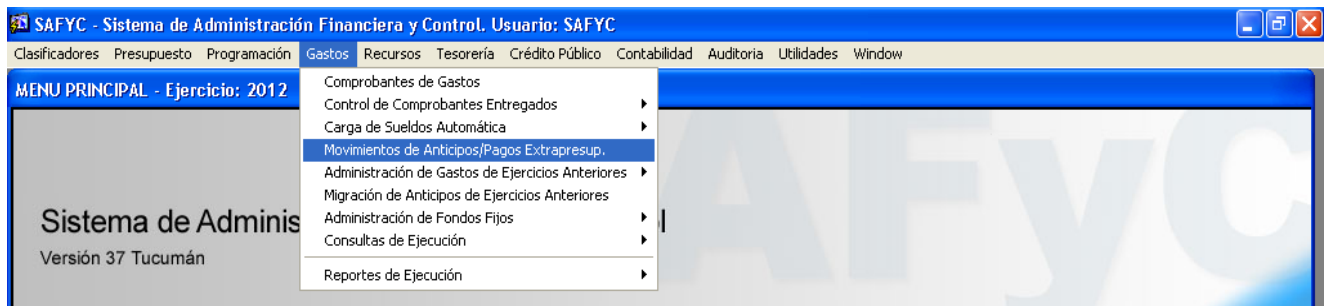 SAFYC - Sistema de Administración Financiera y Control. Usuario: SAFYC
Clasificadores Presupuesto Programación Gastos Recursos Tesorería Crédito Público Contabilidad Auditoria Utilidades Window
MENU PRINCIPAL - Ejercicio: 2012
Comprobantes de Gastos
Control de Comprobantes Entregados
Carga de Sueldos Automática
Movimientos de Anticipos/Pagos Extrapresup.
Administración de Gastos de Ejercicios Anteriores
Migración de Anticipos de Ejercicios Anteriores
Administración de Fondos Fijos
Consultas de Ejecución
Reportes de Ejecución
Sistema de Adminis
Versión 37 Tucumán
AFyC